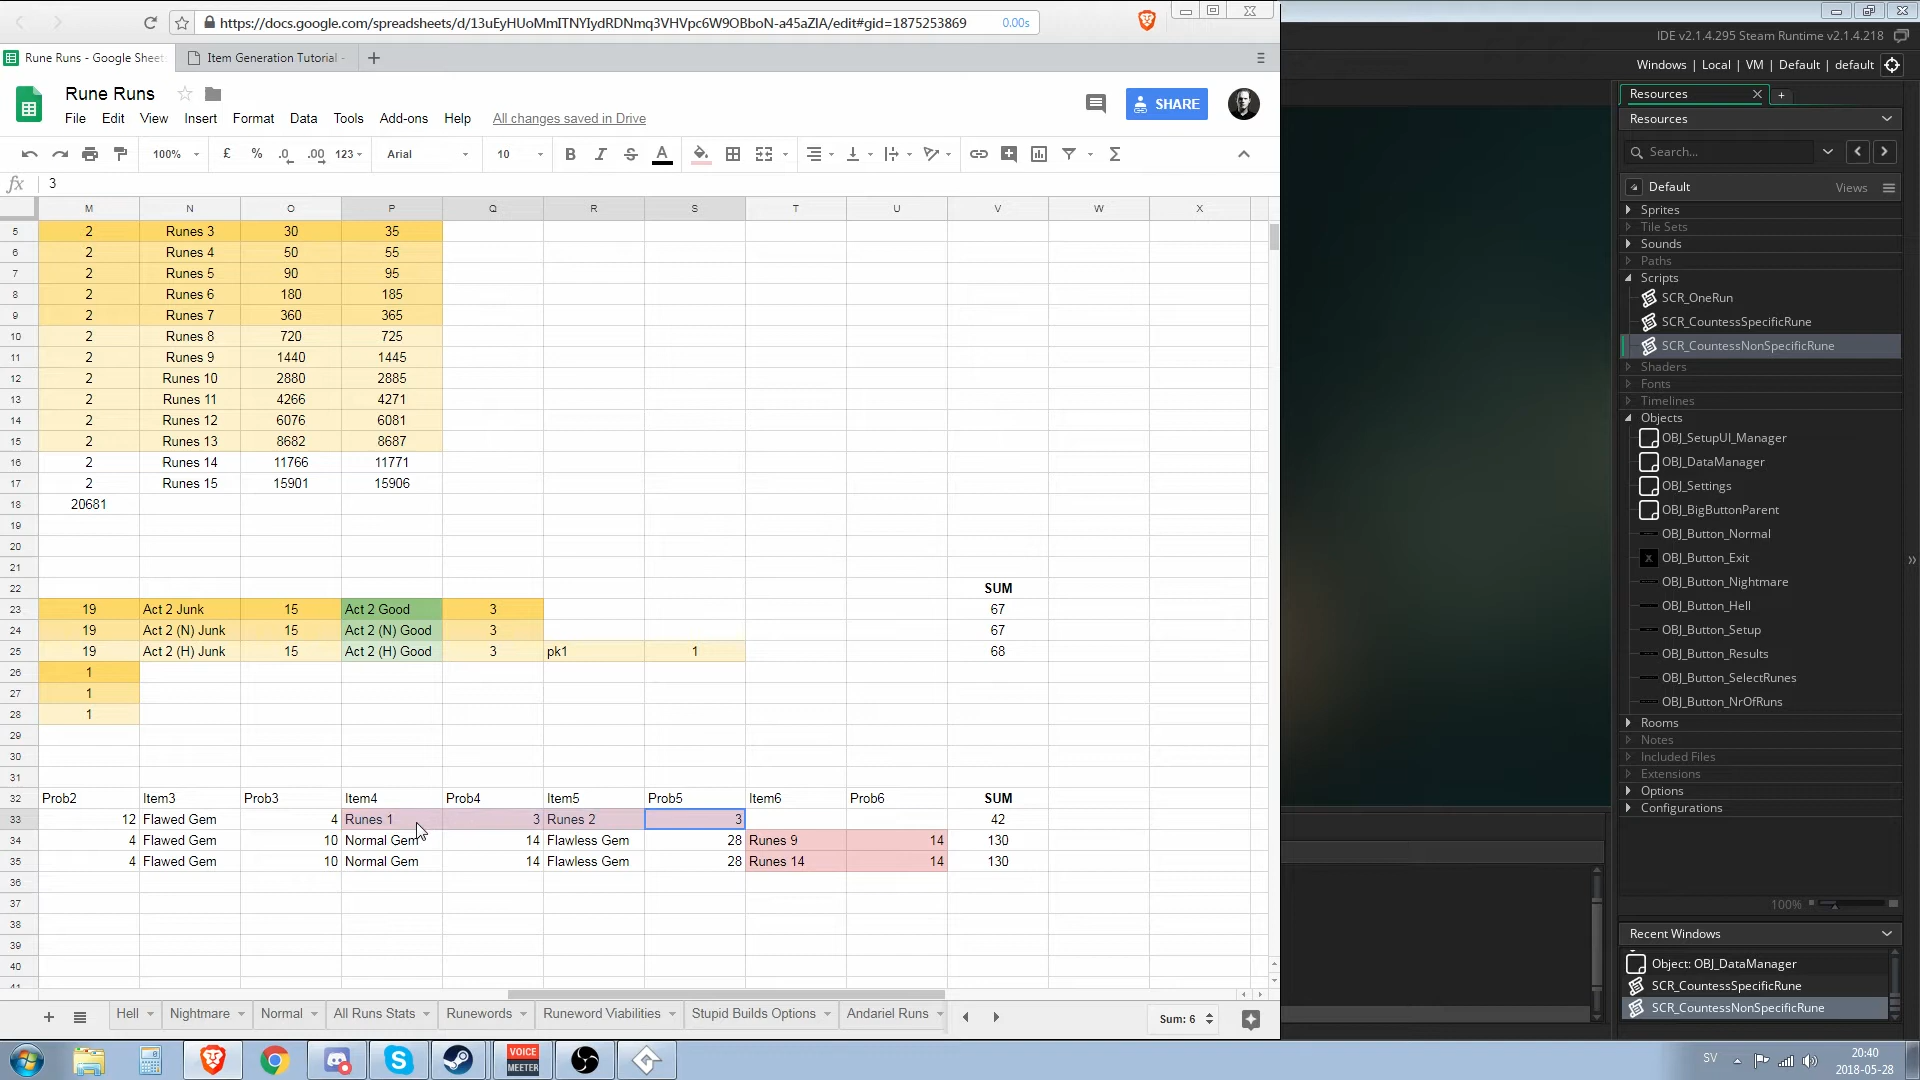 https://docs.google.com/spreadsheets/d/13uEyHUoMmITNYIydRDNmq3VHVpc6W9OBboN-a45aZIA/edit#gid=1875253869
0.00s
Rune Runs - Google Sheet
Item Generation Tutorial -
Rune Runs
SHARE
File Edit View Insert Format Data Tools Add-ons Help All changes saved in Drive
100% £ % .0 .00 123 Arial 10 B I S A Σ
fx 3
M N O P Q R S T U V W X
5 2 Runes 3 30 35
6 2 Runes 4 50 55
7 2 Runes 5 90 95
8 2 Runes 6 180 185
9 2 Runes 7 360 365
10 2 Runes 8 720 725
11 2 Runes 9 1440 1445
12 2 Runes 10 2880 2885
13 2 Runes 11 4266 4271
14 2 Runes 12 6076 6081
15 2 Runes 13 8682 8687
16 2 Runes 14 11766 11771
17 2 Runes 15 15901 15906
18 20681
19
20
21
22 SUM
23 19 Act 2 Junk 15 Act 2 Good 3 67
24 19 Act 2 (N) Junk 15 Act 2 (N) Good 3 67
25 19 Act 2 (H) Junk 15 Act 2 (H) Good 3 pk1 1 68
26 1
27 1
28 1
29
30
31
32 Prob2 Item3 Prob3 Item4 Prob4 Item5 Prob5 Item6 Prob6 SUM
33 12 Flawed Gem 4 Runes 1 3 Runes 2 3 42
34 4 Flawed Gem 10 Normal Gem 14 Flawless Gem 28 Runes 9 14 130
35 4 Flawed Gem 10 Normal Gem 14 Flawless Gem 28 Runes 14 14 130
36
37
38
39
40
Hell Nightmare Normal All Runs Stats Runewords Runeword Viabilities Stupid Builds Options Andariel Runs Sum: 6
IDE v2.1.4.295 Steam Runtime v2.1.4.218
Windows | Local | VM | Default | default
Resources
Resources
Search...
Default Views
Sprites
Tile Sets
Sounds
Paths
Scripts
SCR_OneRun
SCR_CountessSpecificRune
SCR_CountessNonSpecificRune
Shaders
Fonts
Timelines
Objects
OBJ_SetupUI_Manager
OBJ_DataManager
OBJ_Settings
OBJ_BigButtonParent
OBJ_Button_Normal
OBJ_Button_Exit
OBJ_Button_Nightmare
OBJ_Button_Hell
OBJ_Button_Setup
OBJ_Button_Results
OBJ_Button_SelectRunes
OBJ_Button_NrOfRuns
Rooms
Notes
Included Files
Extensions
Options
Configurations
100%
Recent Windows
Object: OBJ_DataManager
SCR_CountessSpecificRune
SCR_CountessNonSpecificRune
VOICE
MEETER
SV
20:40
2018-05-28